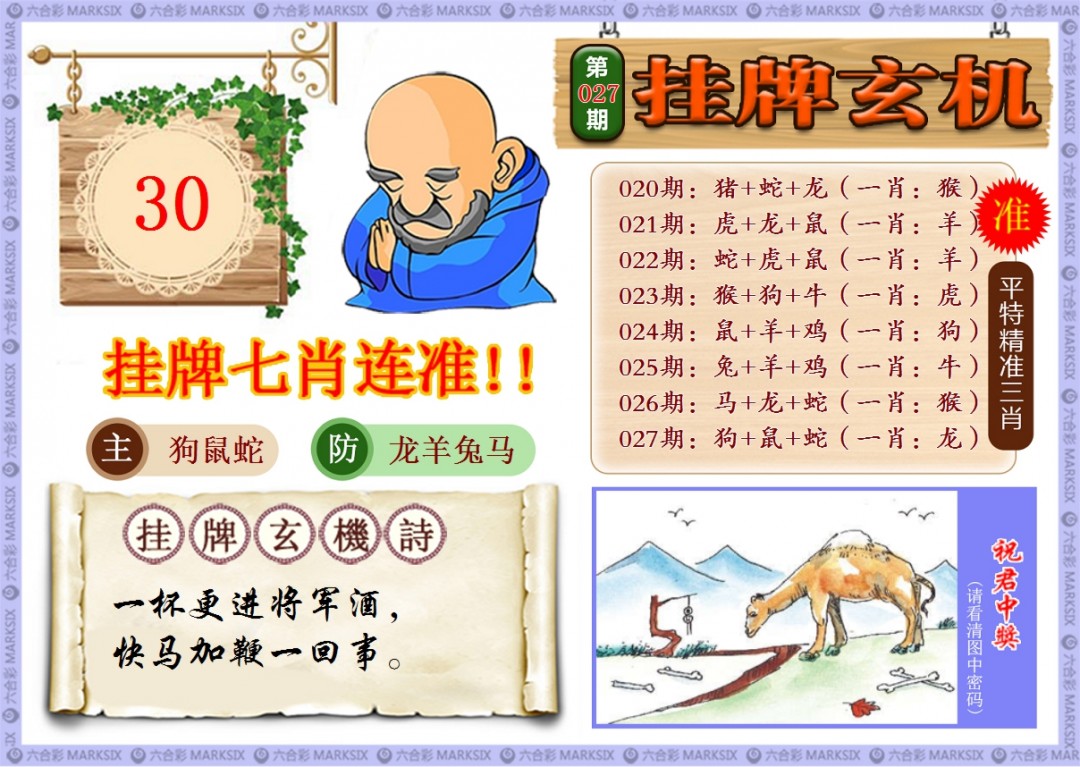 六合彩 MARKSIX
第
027
期
挂牌玄机
30
020期：猪+蛇+龙（一肖：猴）
021期：虎+龙+鼠（一肖：羊）
022期：蛇+虎+鼠（一肖：羊）
023期：猴+狗+牛（一肖：虎）
024期：鼠+羊+鸡（一肖：狗）
025期：兔+羊+鸡（一肖：牛）
026期：马+龙+蛇（一肖：猴）
027期：狗+鼠+蛇（一肖：龙）
准
平特精准三肖
挂牌七肖连准!!
主 狗鼠蛇 防 龙羊兔马
挂牌玄機詩
一杯更进将军酒，
快马加鞭一回事。
祝君中奖
（请看清图中密码）